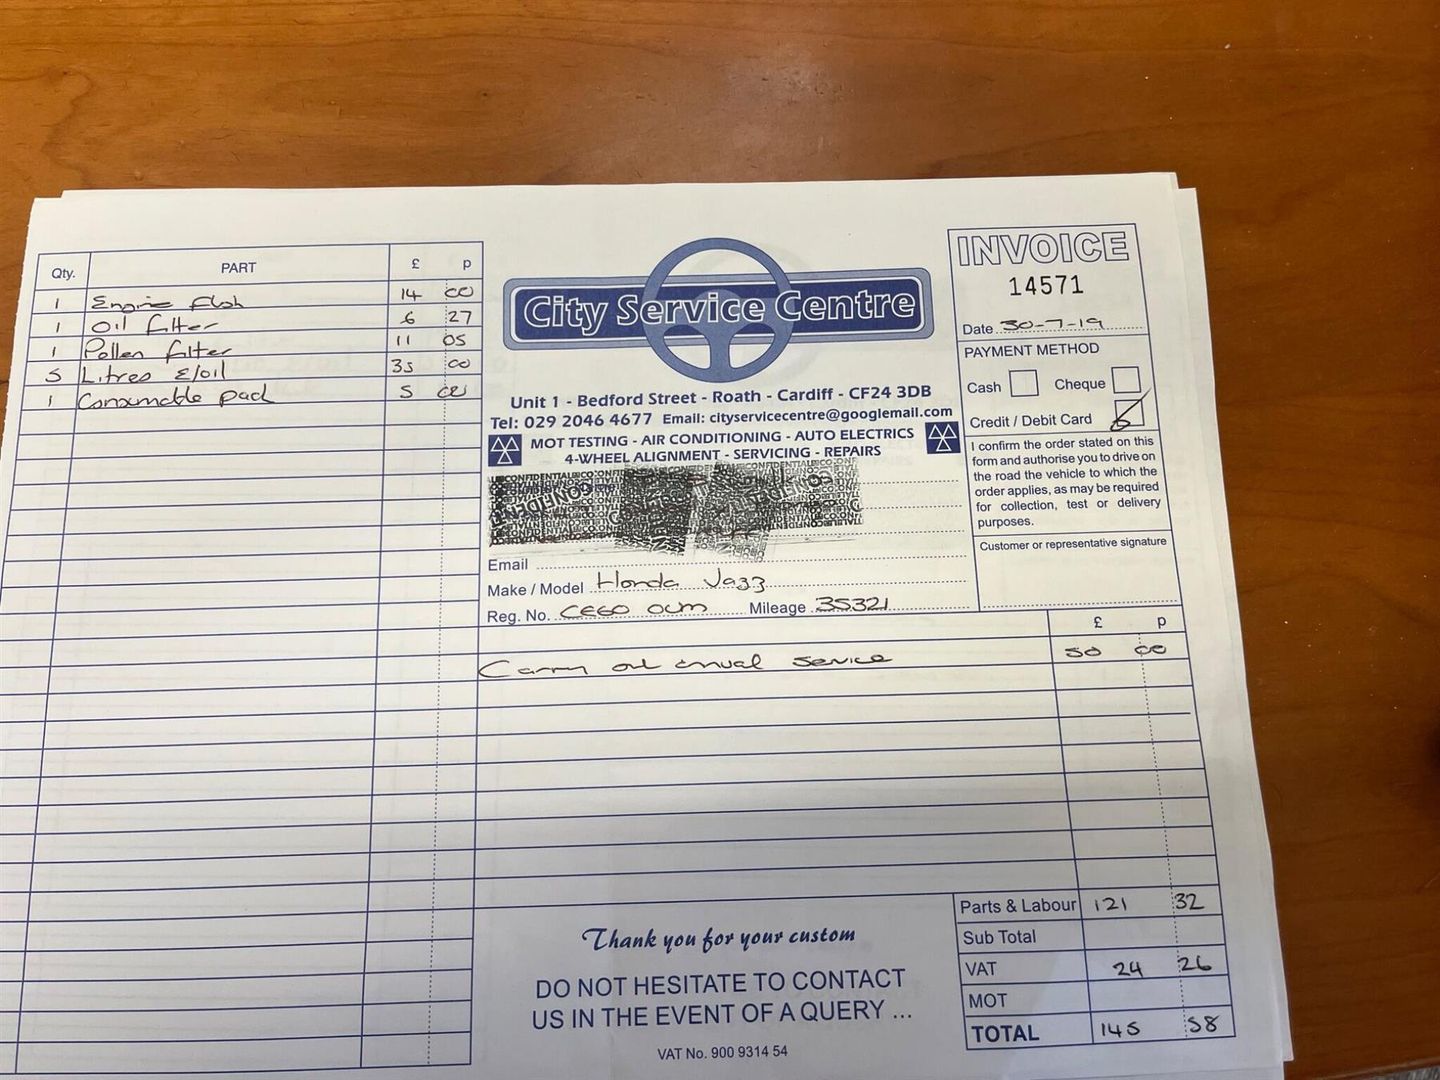 Qty. PART £ p
1 Engine flsh 14 00
1 Oil filter 6 27
1 Pollen filter 11 05
5 Litres E/oil 35 00
1 Consumable pad 5 00
City Service Centre
Unit 1 - Bedford Street - Roath - Cardiff - CF24 3DB
Tel: 029 2046 4677 Email: cityservicecentre@googlemail.com
MOT TESTING - AIR CONDITIONING - AUTO ELECTRICS
4-WHEEL ALIGNMENT - SERVICING - REPAIRS
CONFIDENTIAL
Email
Make / Model Honda Jazz
Reg. No. CE60 OUM Mileage 35321
INVOICE
14571
Date 30-7-19
PAYMENT METHOD
Cash Cheque
Credit / Debit Card
I confirm the order stated on this
form and authorise you to drive on
the road the vehicle to which the
order applies, as may be required
for collection, test or delivery
purposes.
Customer or representative signature
£ p
Carry out annual service 50 00
Thank you for your custom
DO NOT HESITATE TO CONTACT
US IN THE EVENT OF A QUERY ...
VAT No. 900 9314 54
Parts & Labour 121 32
Sub Total
VAT 24 26
MOT
TOTAL 145 58